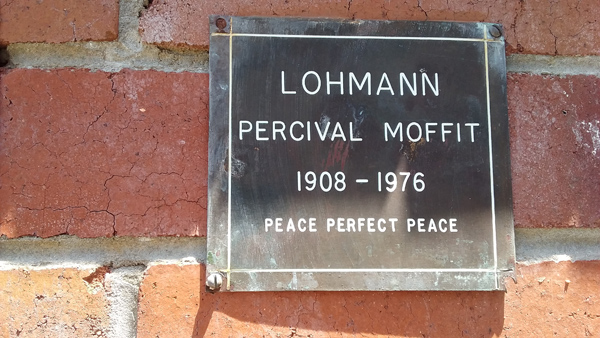 LOHMANN
PERCIVAL MOFFIT
1908 - 1976
PEACE PERFECT PEACE